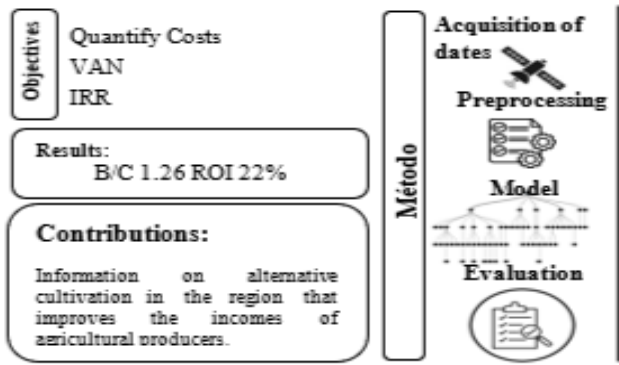 Objectives
Quantify Costs
VAN
IRR
Results:
B/C 1.26 ROI 22%
Contributions:
Information on alternative
cultivation in the region that
improves the incomes of
agricultural producers.
Método
Acquisition of
dates
Preprocessing
Model
Evaluation